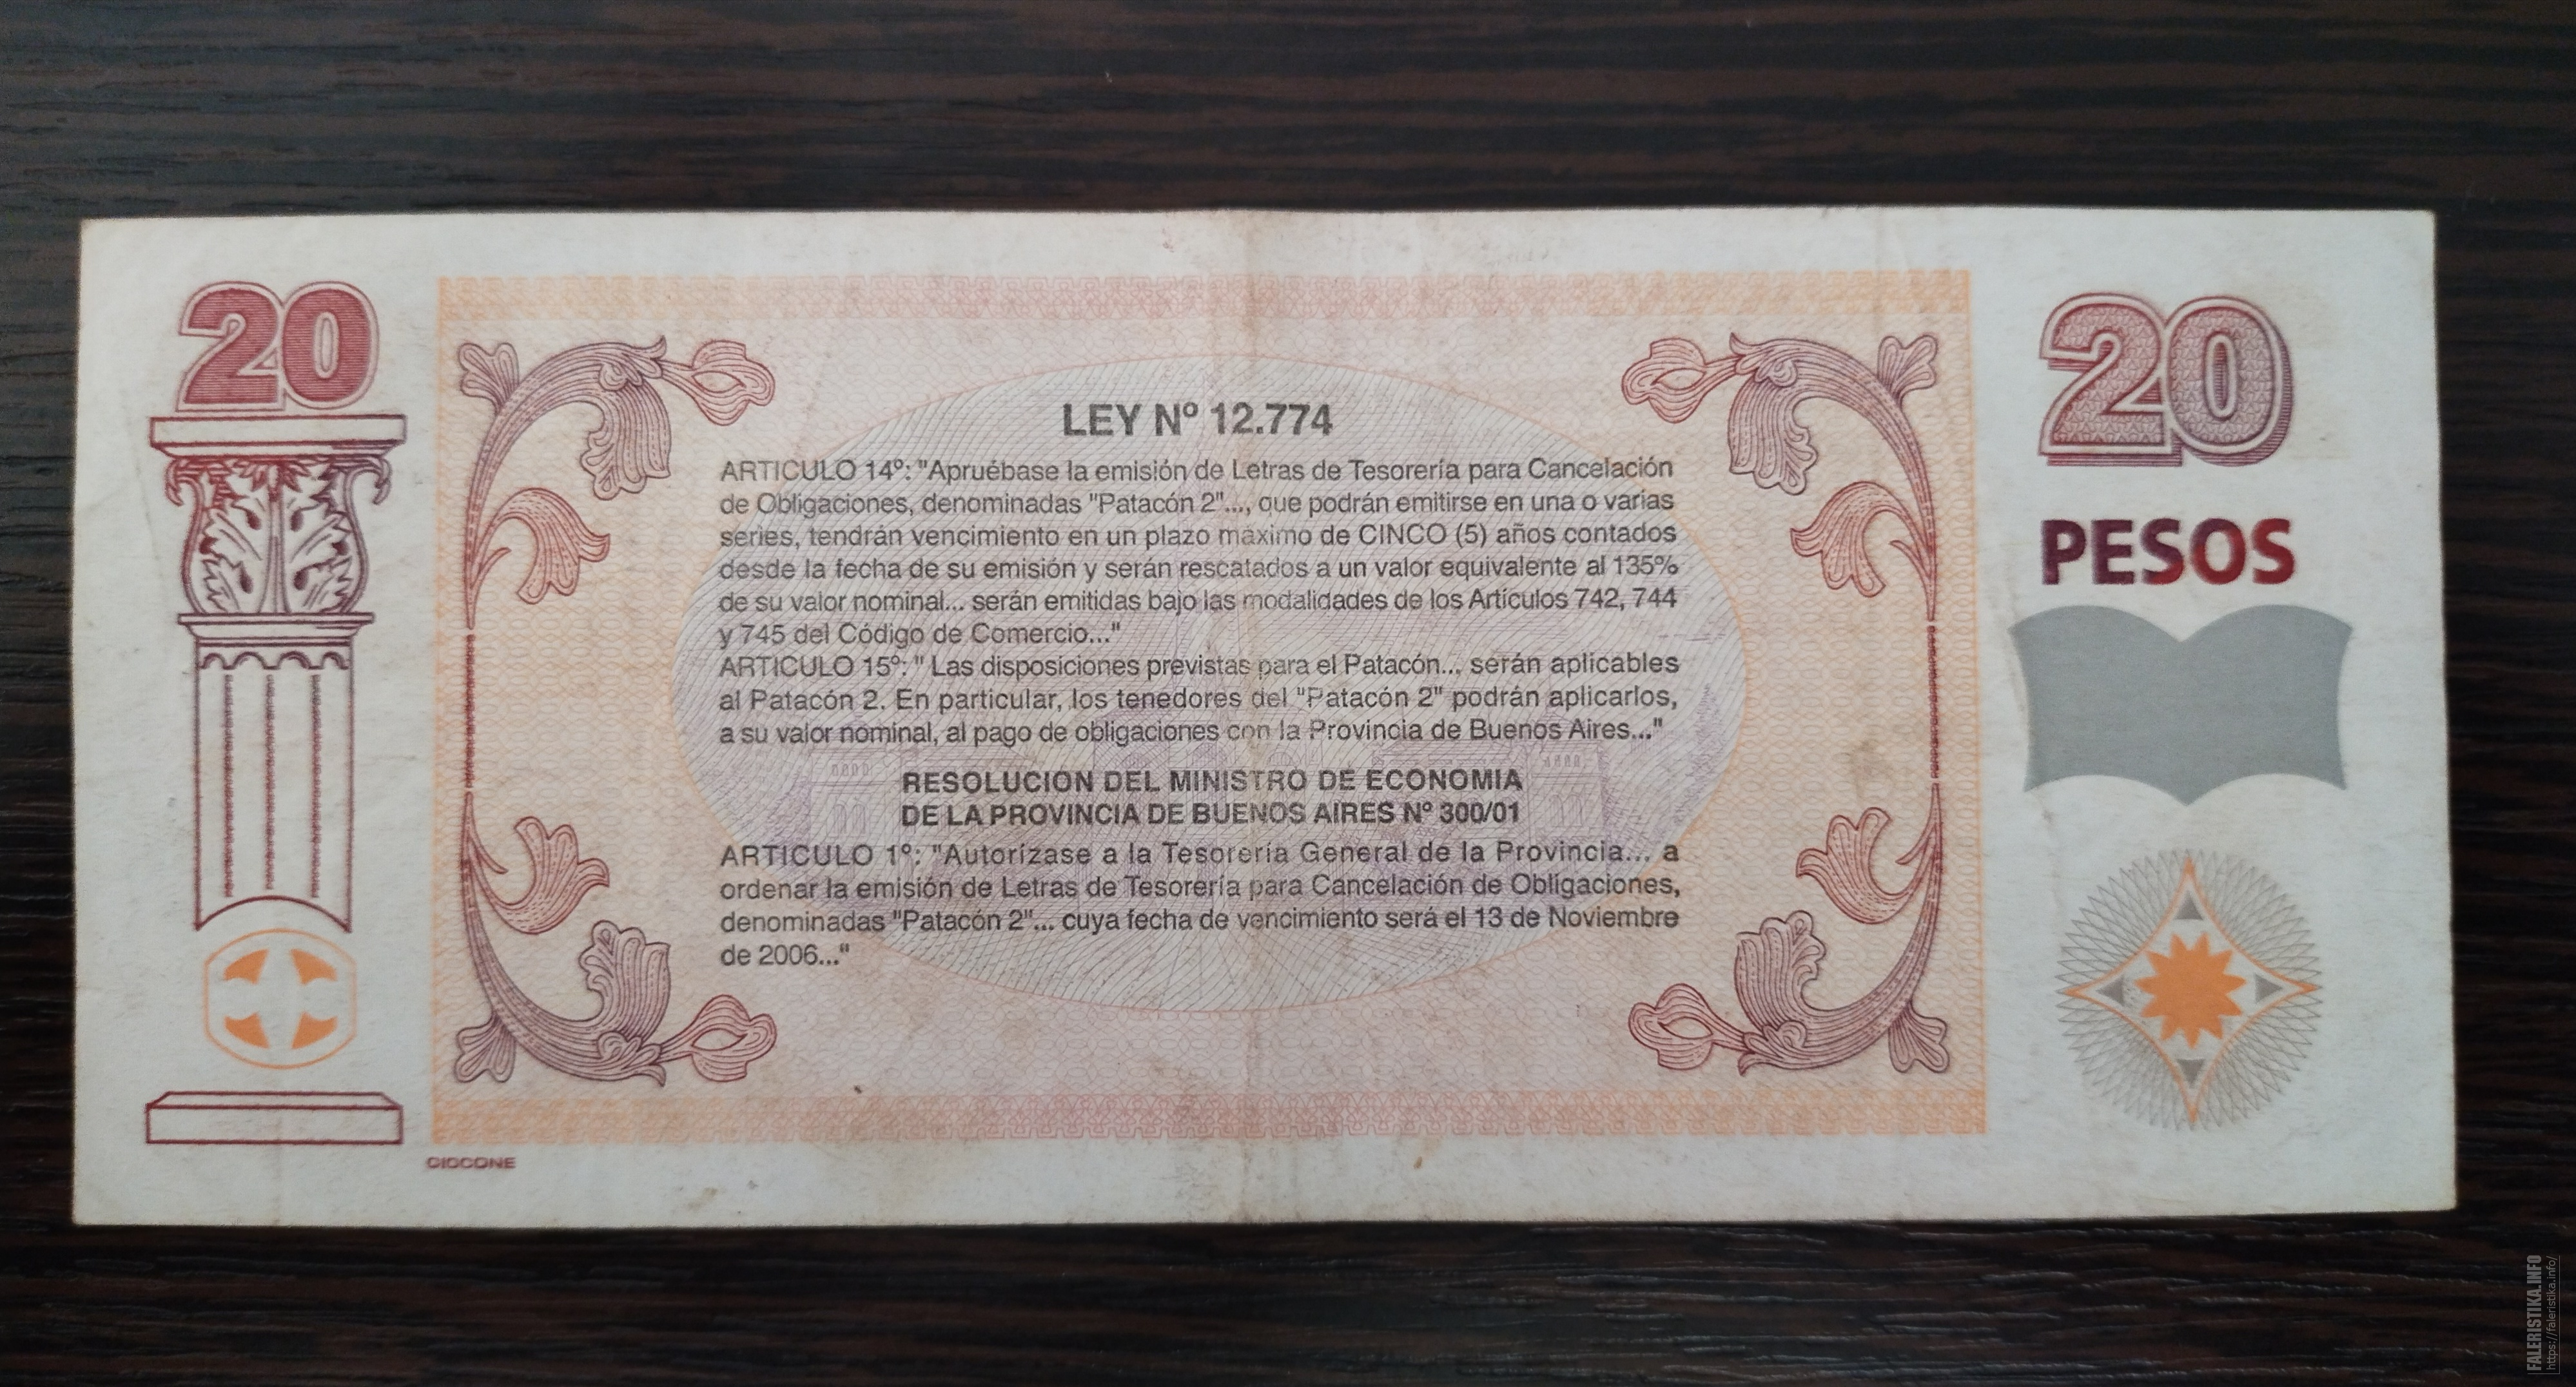 20
20
PESOS
LEY Nº 12.774
ARTICULO 14º: "Apruébase la emisión de Letras de Tesorería para Cancelación
de Obligaciones, denominadas "Patacón 2"..., que podrán emitirse en una o varias
series, tendrán vencimiento en un plazo máximo de CINCO (5) años contados
desde la fecha de su emisión y serán rescatados a un valor equivalente al 135%
de su valor nominal... serán emitidas bajo las modalidades de los Artículos 742, 744
y 745 del Código de Comercio..."
ARTICULO 15º: " Las disposiciones previstas para el Patacón... serán aplicables
al Patacón 2. En particular, los tenedores del "Patacón 2" podrán aplicarlos,
a su valor nominal, al pago de obligaciones con la Provincia de Buenos Aires..."
RESOLUCION DEL MINISTRO DE ECONOMIA
DE LA PROVINCIA DE BUENOS AIRES Nº 300/01
ARTICULO 1º: "Autorízase a la Tesorería General de la Provincia... a
ordenar la emisión de Letras de Tesorería para Cancelación de Obligaciones,
denominadas "Patacón 2"... cuya fecha de vencimiento será el 13 de Noviembre
de 2006..."
CICCONE
FALERISTIKA.INFO
https://faleristika.info/